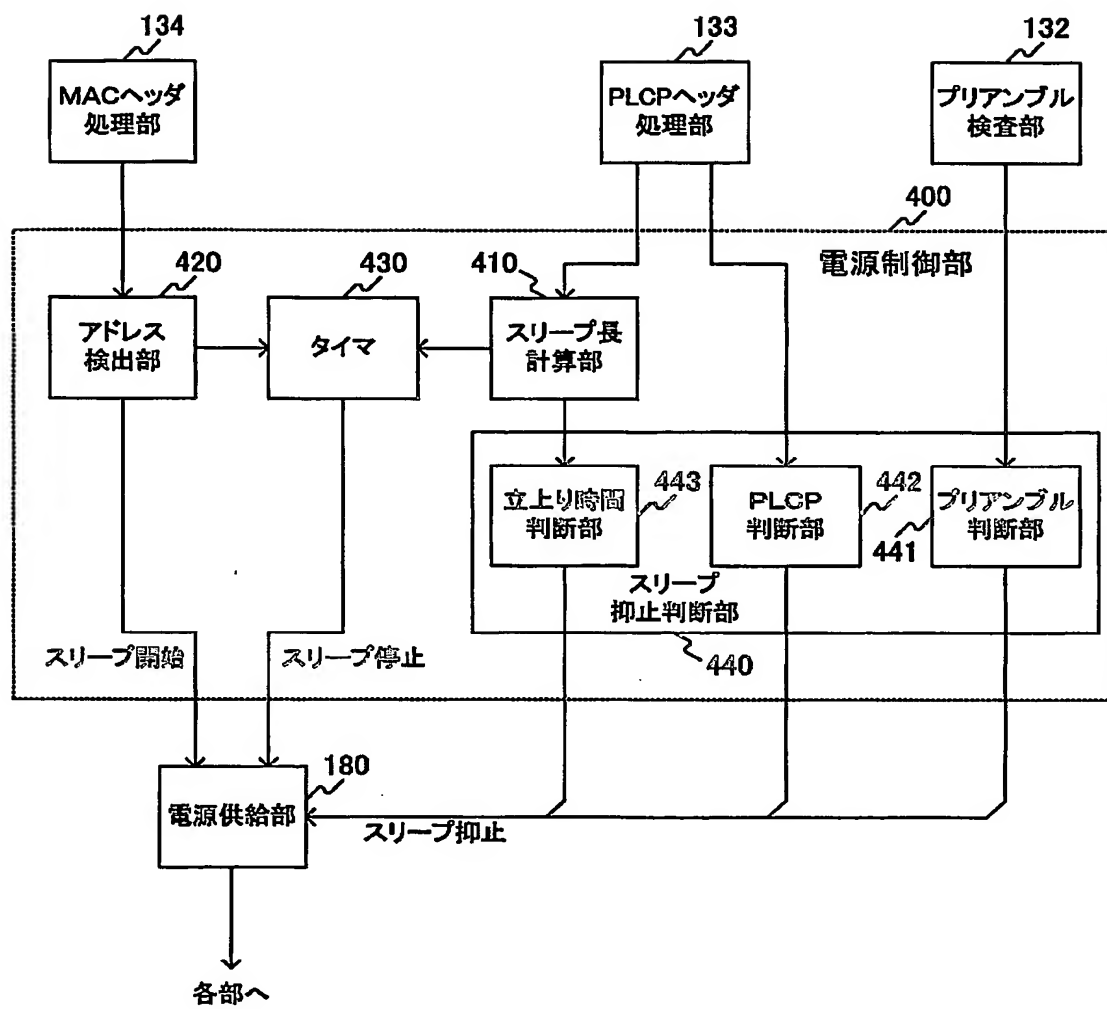 134
133
132
MACヘッダ
処理部
PLCPヘッダ
処理部
プリアンブル
検査部
400
電源制御部
420
430
410
アドレス
検出部
タイマ
スリープ長
計算部
立上り時間
判断部
443
PLCP
判断部
442
441
プリアンブル
判断部
スリープ
抑止判断部
440
スリープ開始
スリープ停止
180
電源供給部
スリープ抑止
各部へ